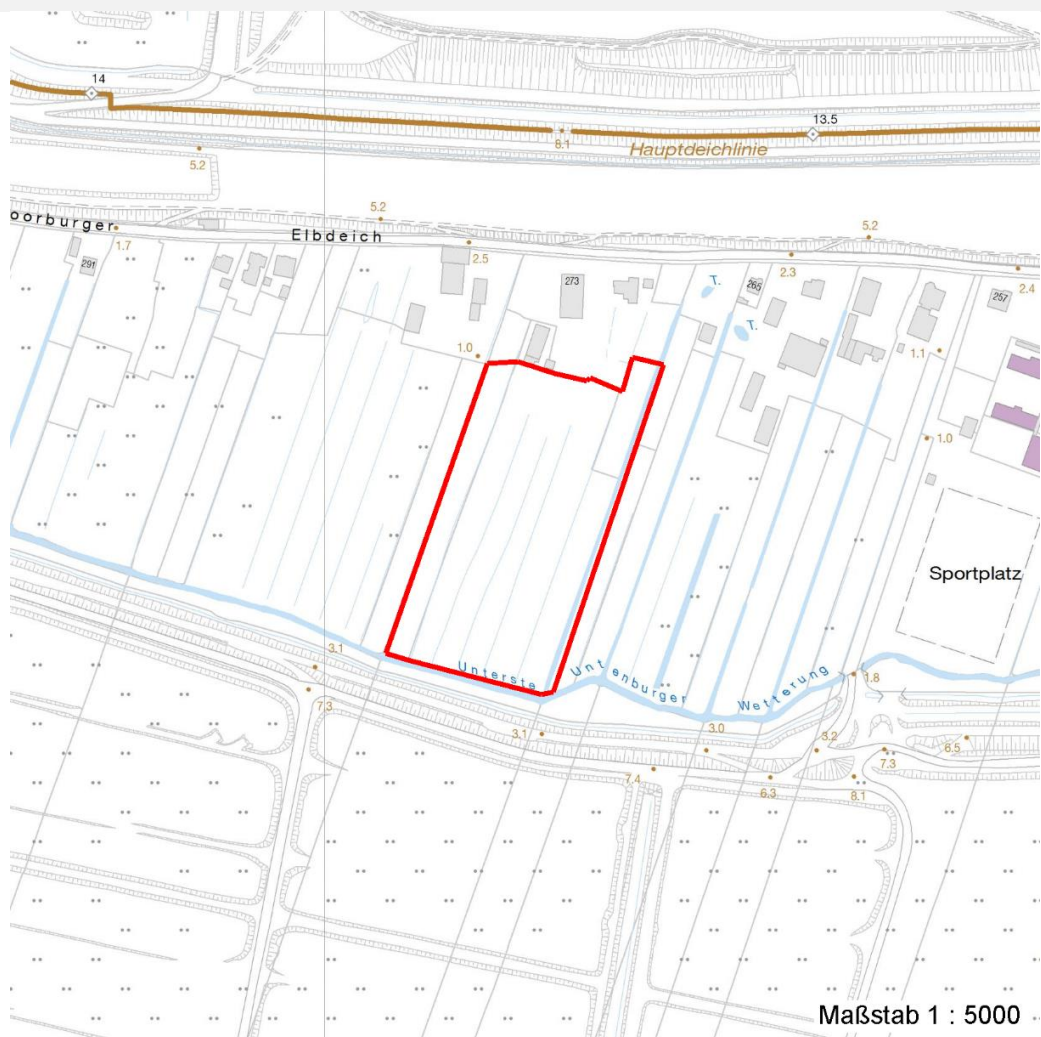 14
13.5
8.1
Hauptdeichlinie
5.2
5.2
5.2
oorburger
Elbdeich
1.7
2.5
2.3
2.4
291
273
T.
265
257
T.
1.0
1.1
1.0
Sportplatz
3.1
Unterste
Untenburger
Wetterung
1.8
7.3
3.1
3.0
3.2
6.5
7.3
7.4
6.3
8.1
Maßstab 1 : 5000